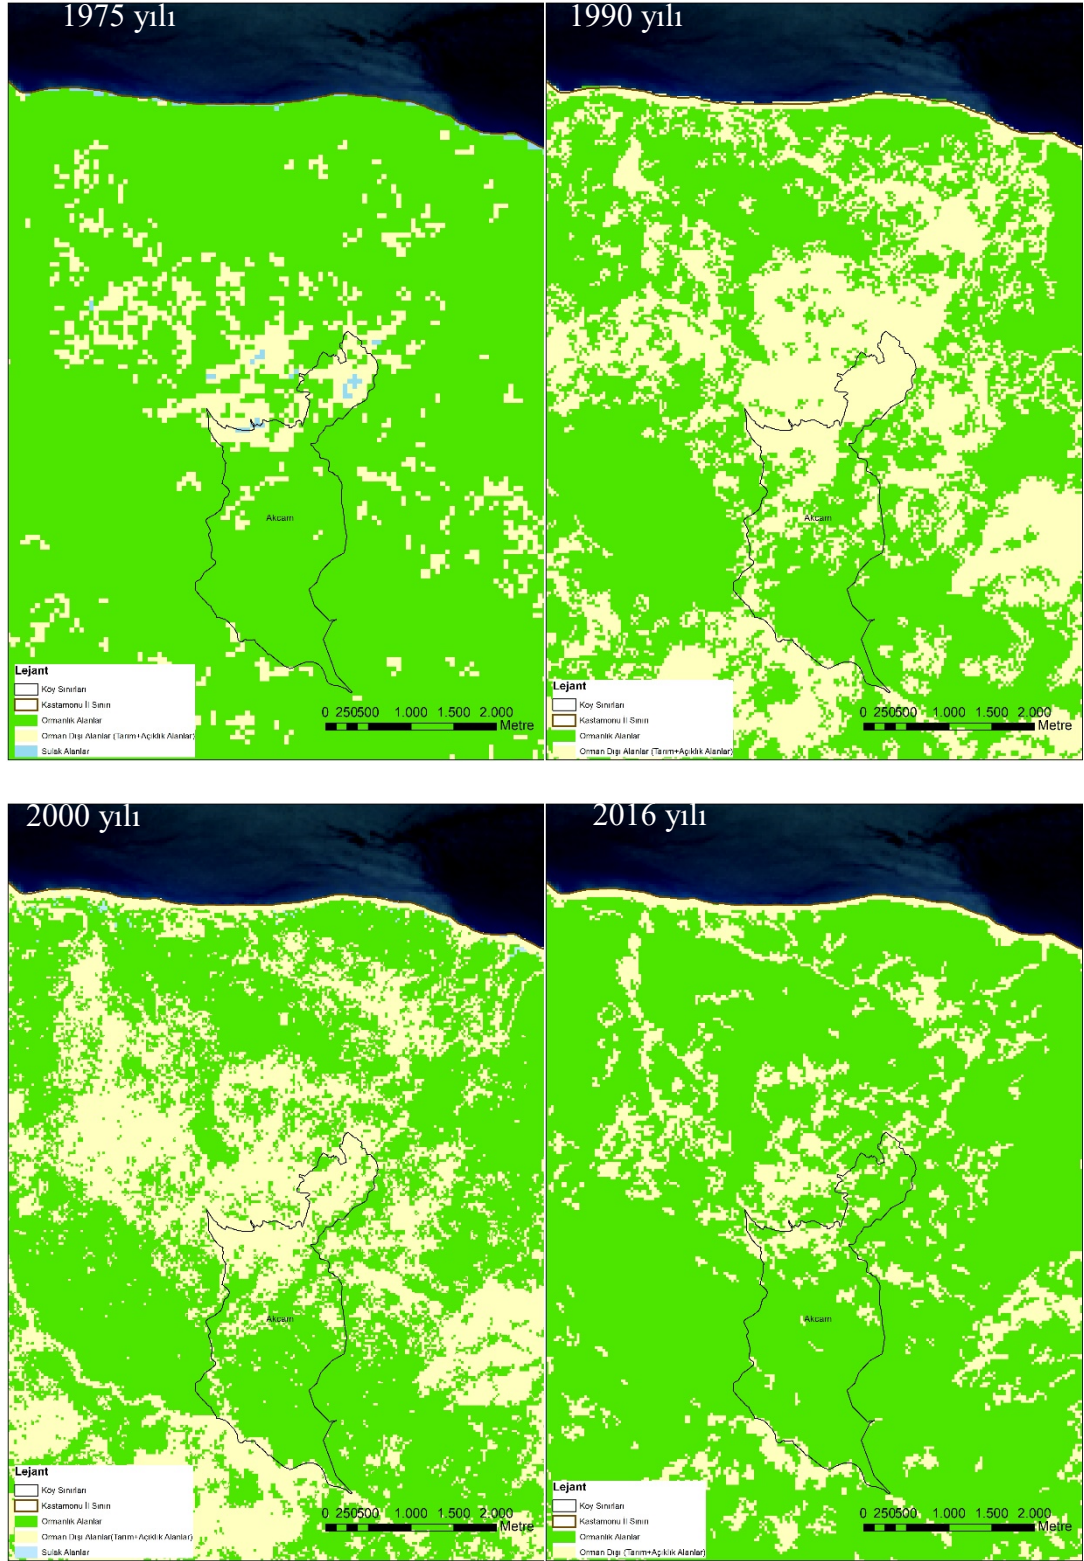 1975 yılı
Akcam
Lejant
Köy Sınırları
Kastamonu İl Sınırı
Ormanlık Alanlar
Orman Dışı Alanlar (Tarım+Açıklık Alanlar)
Sulak Alanlar
0 250500 1.000 1.500 2.000
Metre
1990 yılı
Akcam
Lejant
Köy Sınırları
Kastamonu İl Sınırı
Ormanlık Alanlar
Orman Dışı Alanlar (Tarım+Açıklık Alanlar)
0 250500 1.000 1.500 2.000
Metre
2000 yılı
Akcam
Lejant
Köy Sınırları
Kastamonu İl Sınırı
Ormanlık Alanlar
Orman Dışı Alanlar(Tarım+Açıklık Alanlar)
Sulak Alanlar
0 250500 1.000 1.500 2.000
Metre
2016 yılı
Akcam
Lejant
Köy Sınırları
Kastamonu İl Sınırı
Ormanlık Alanlar
Orman Dışı (Tarım+Açıklık Alanlar)
0 250500 1.000 1.500 2.000
Metre